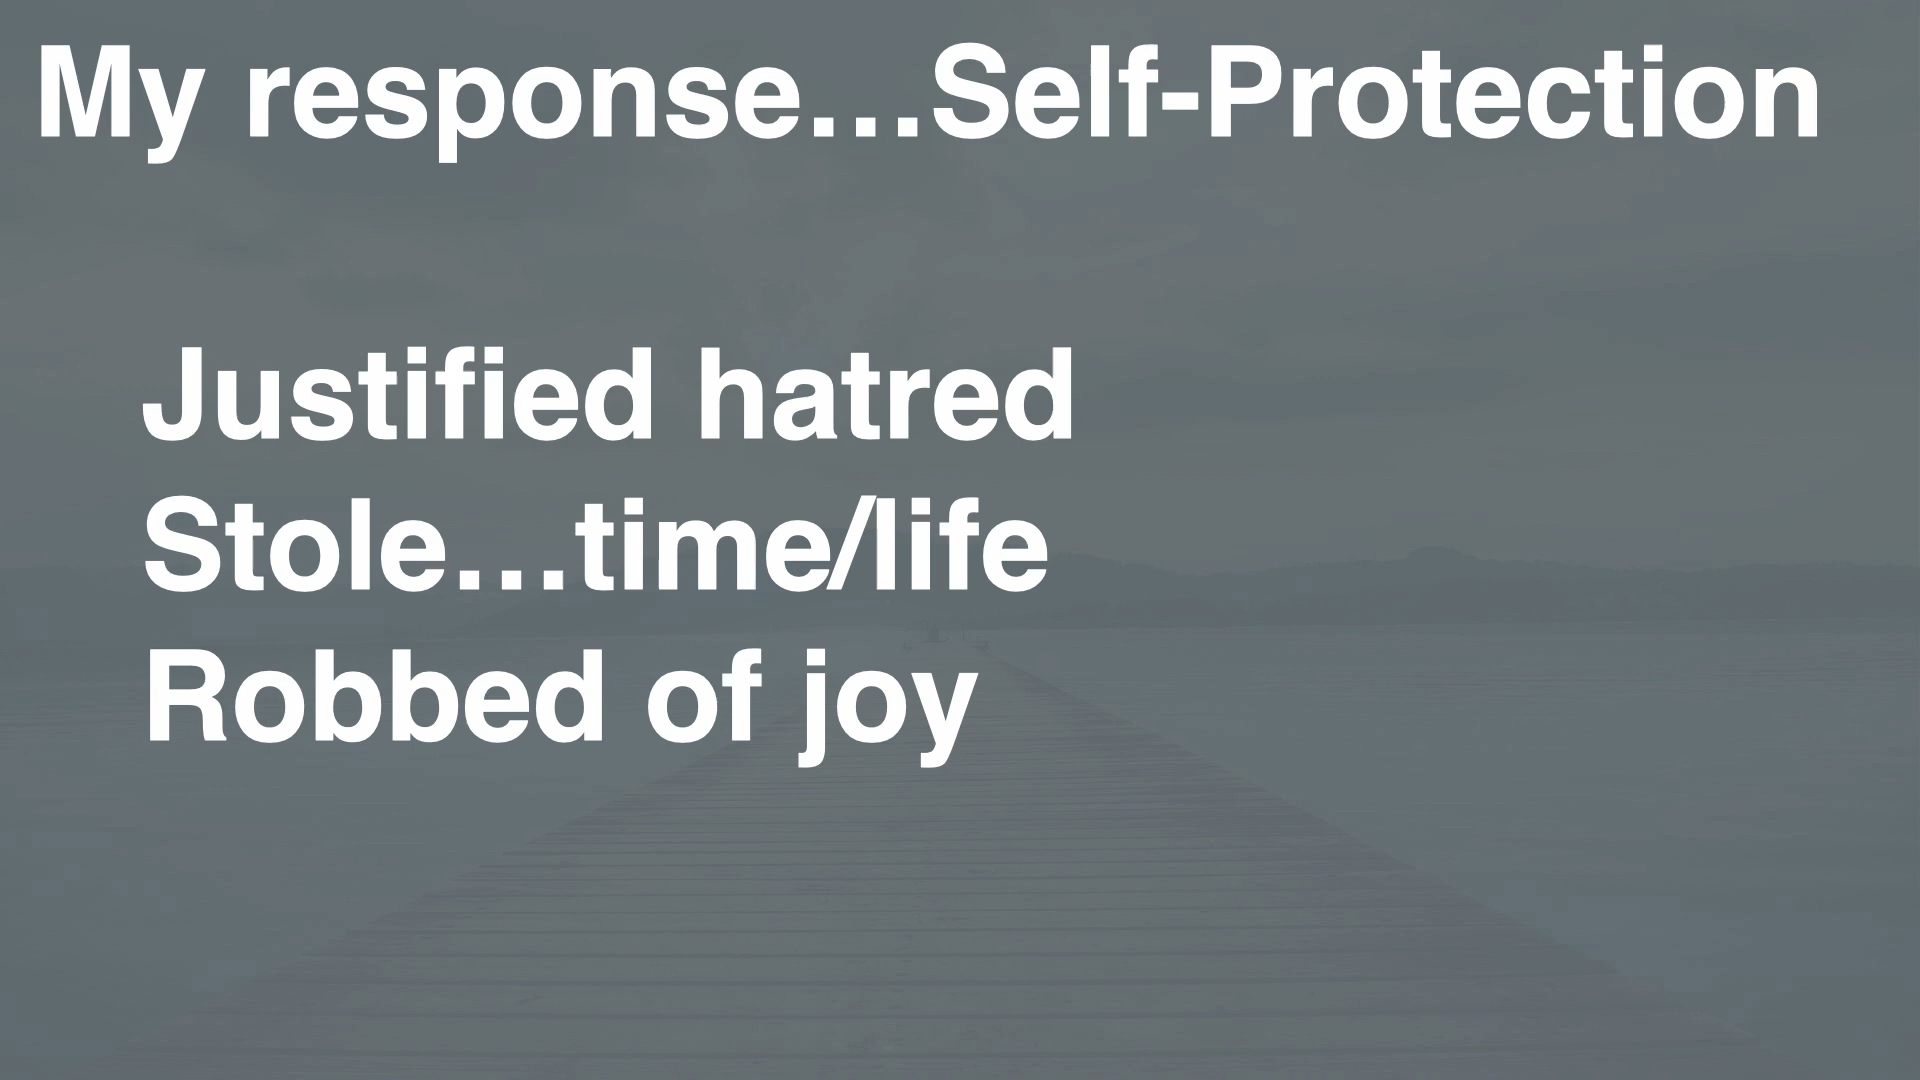 My response…Self-Protection
Justified hatred
Stole…time/life
Robbed of joy